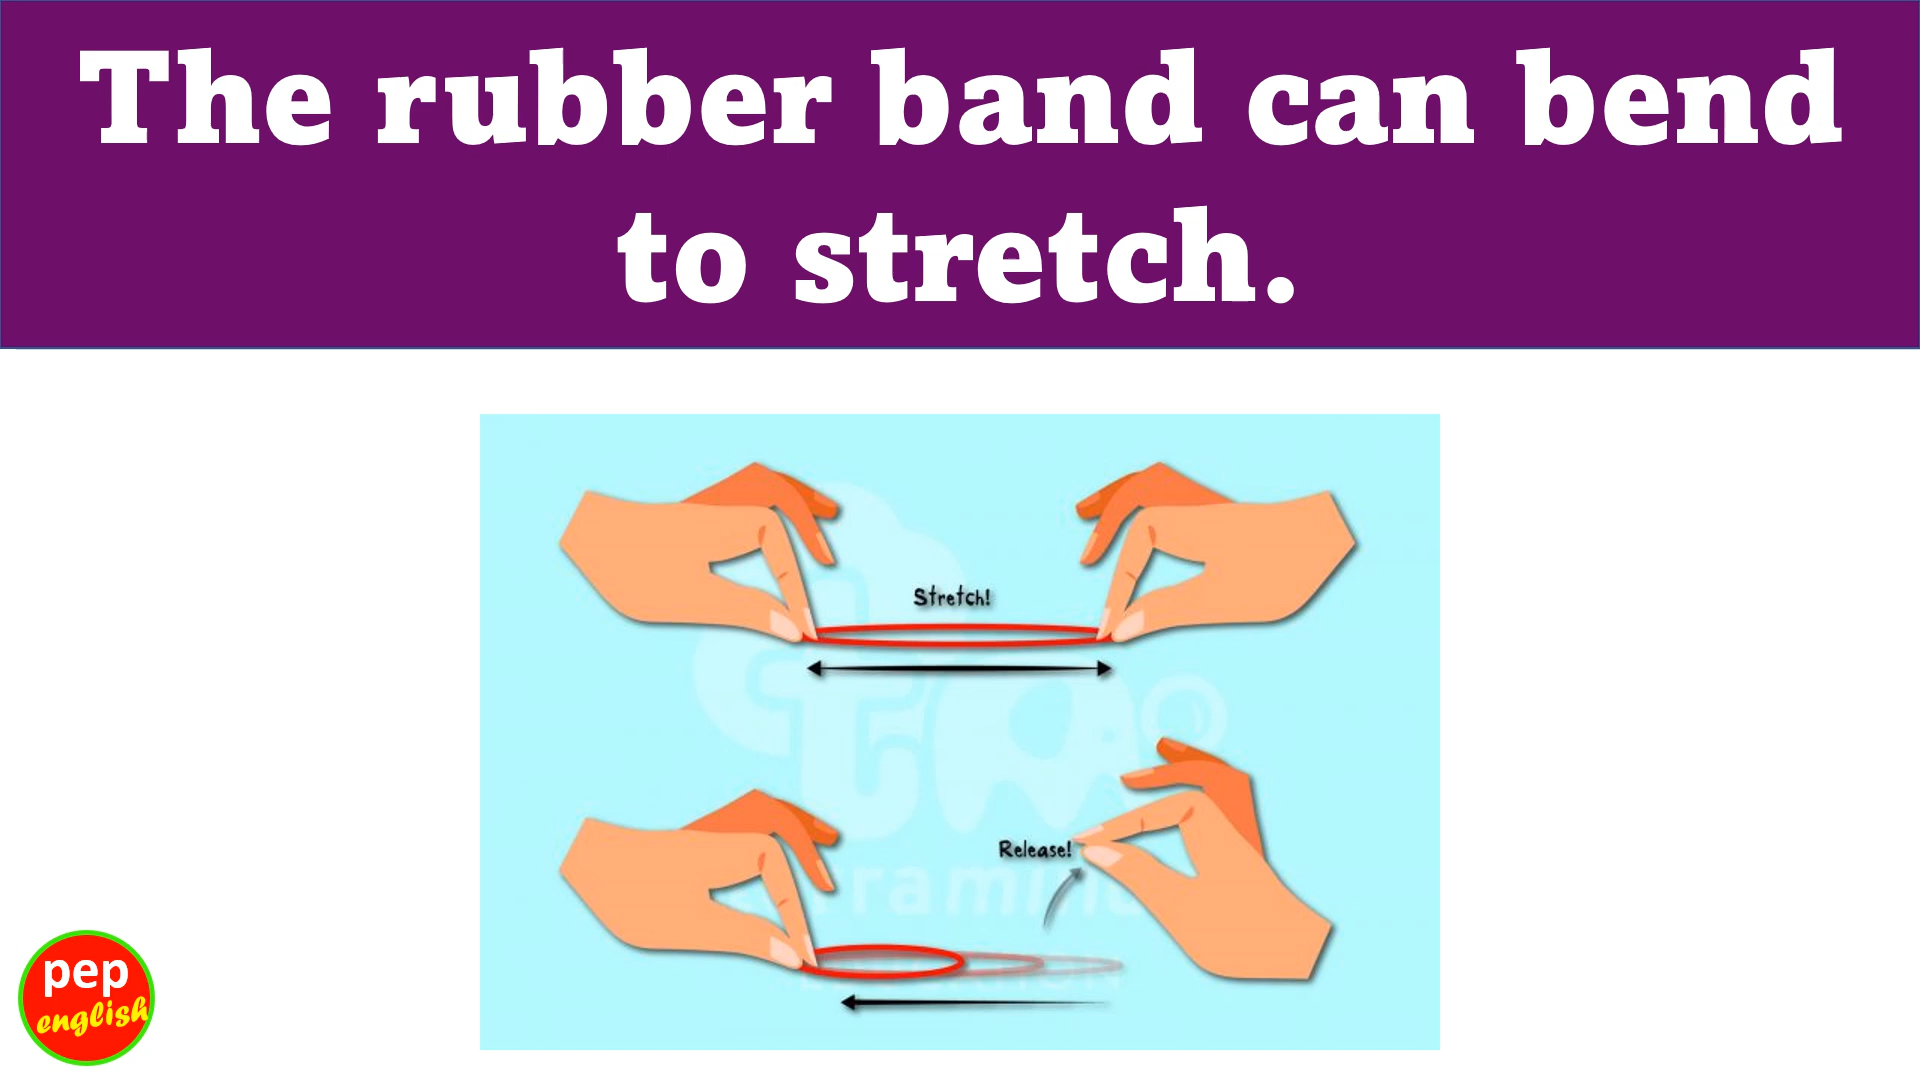 The rubber band can bend
to stretch.
Stretch!
Release!
pep
english